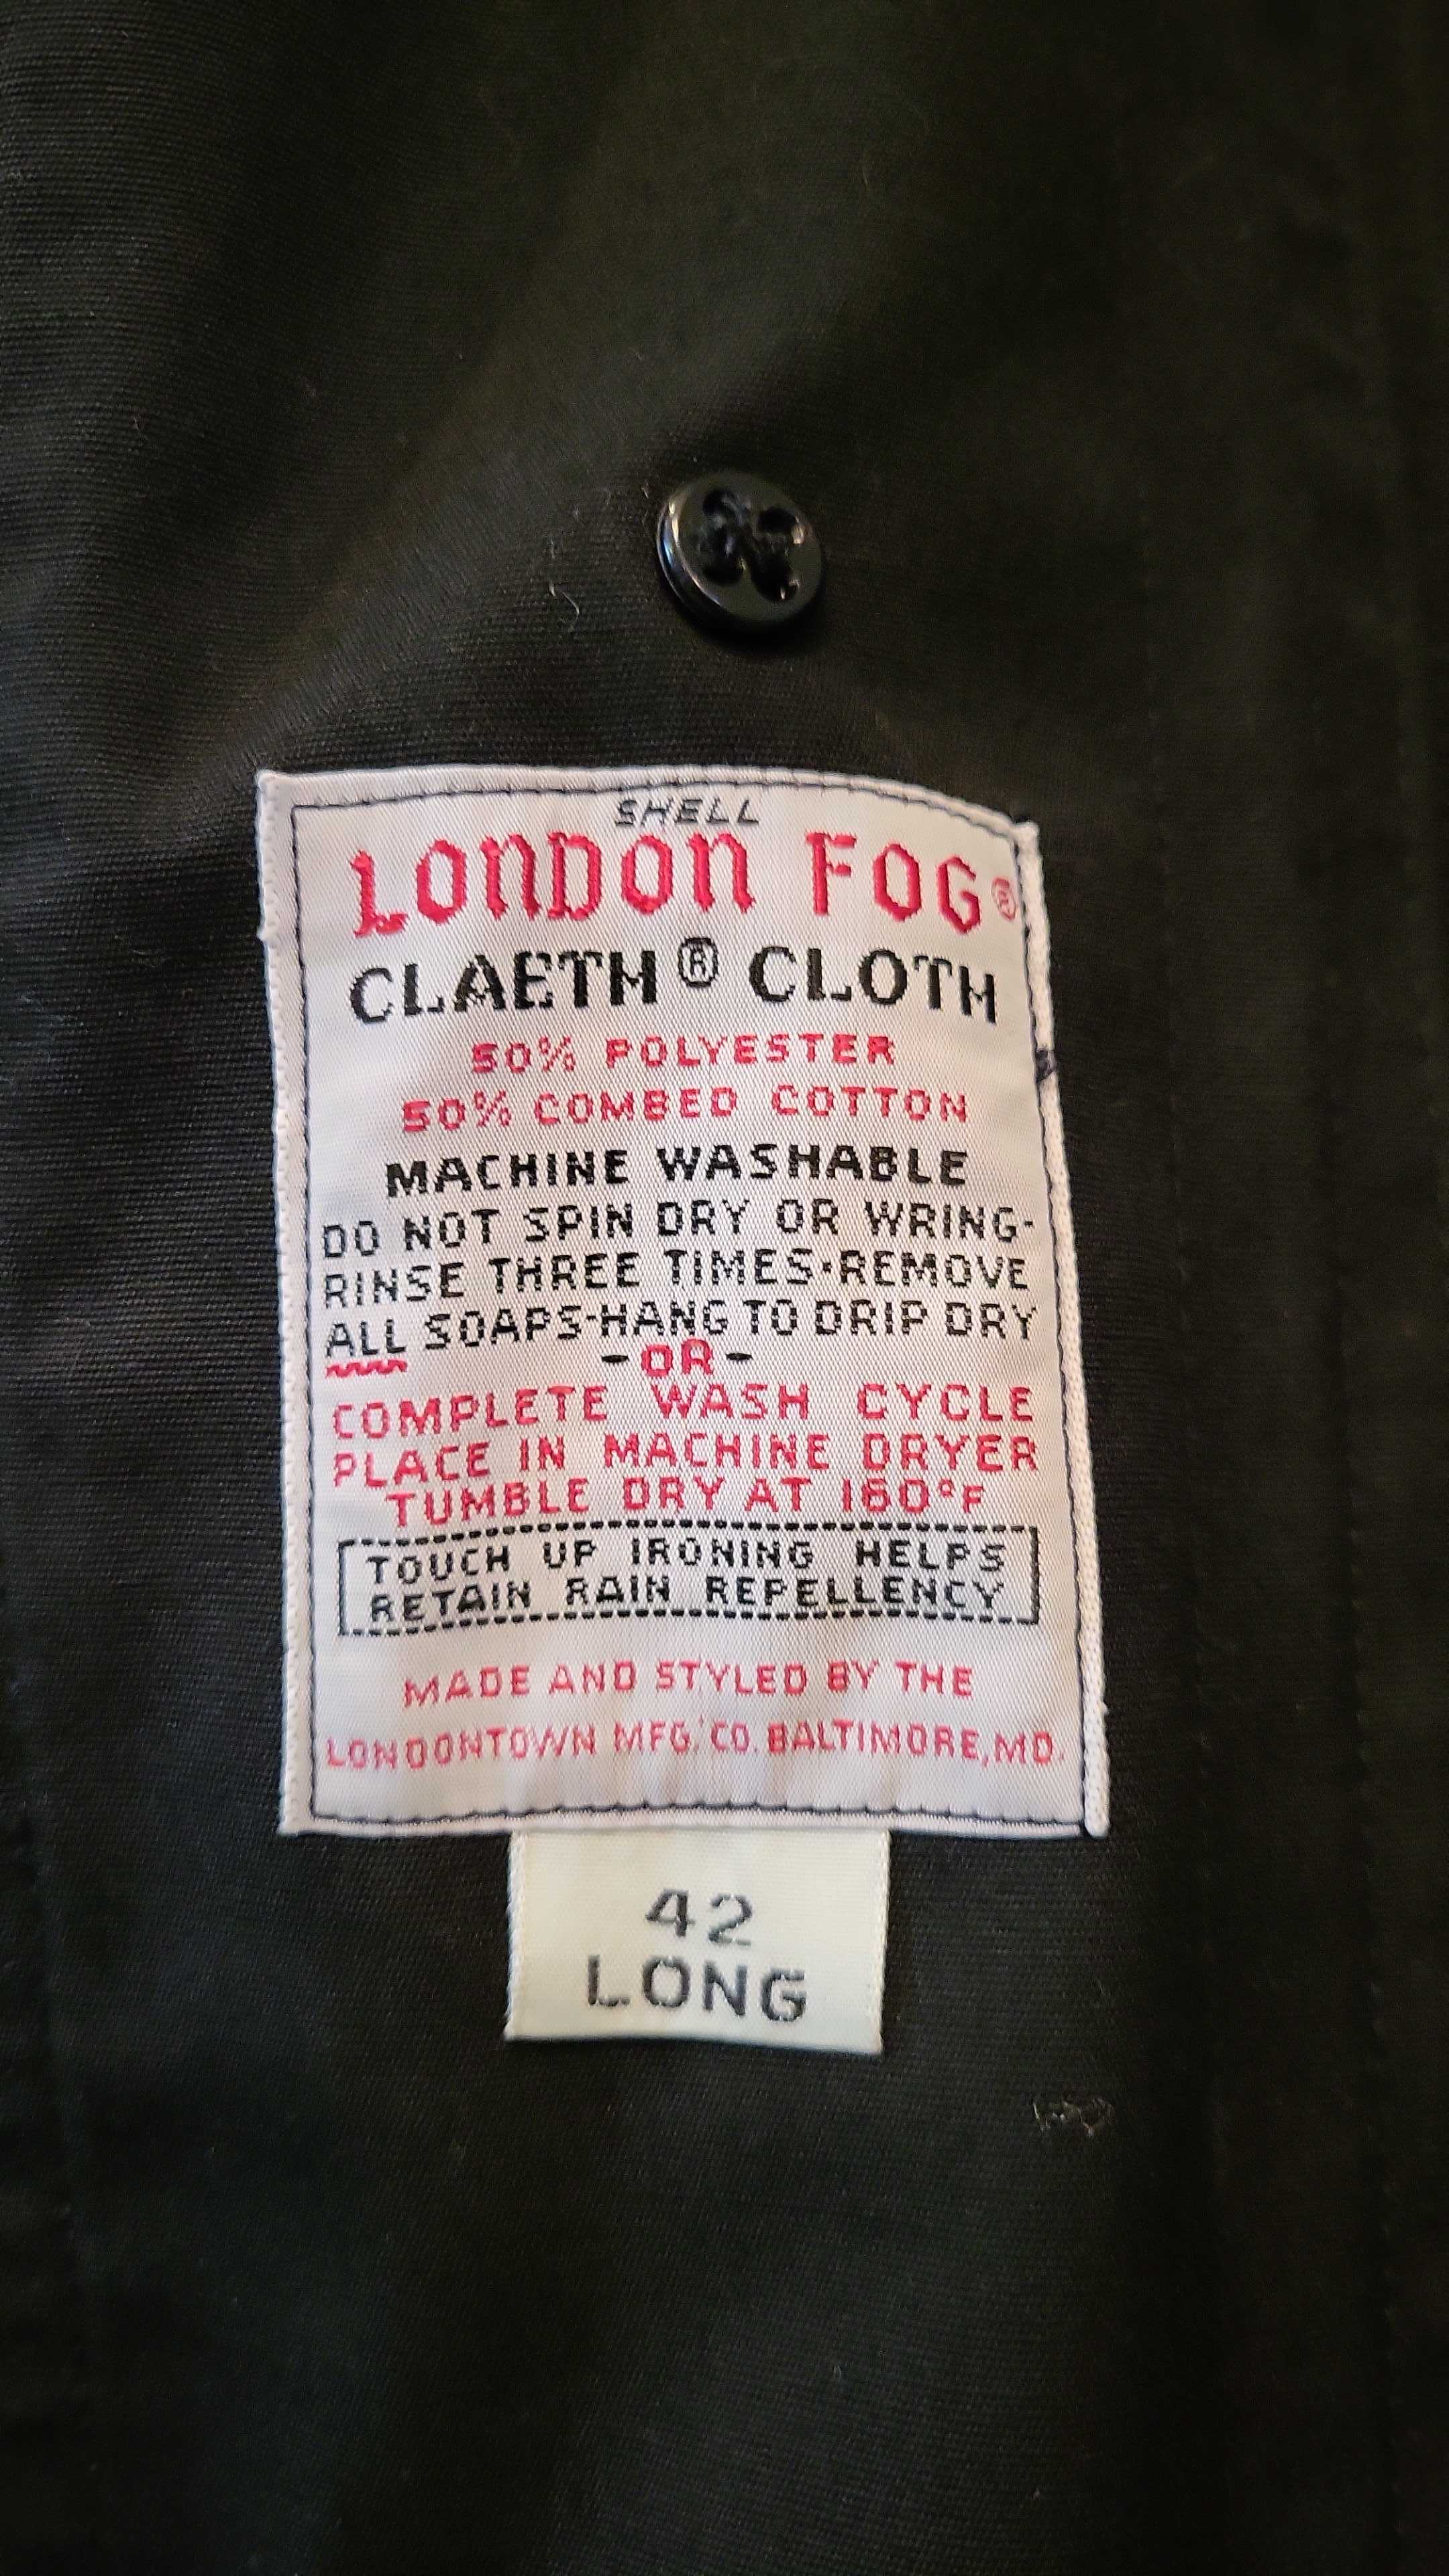 SHELL
LONDON FOG®
CLAETH® CLOTH
50% POLYESTER
50% COMBED COTTON
MACHINE WASHABLE
DO NOT SPIN DRY OR WRING-
RINSE THREE TIMES·REMOVE
ALL SOAPS-HANG TO DRIP DRY
-OR-
COMPLETE WASH CYCLE
PLACE IN MACHINE DRYER
TUMBLE DRY AT 160°F
TOUCH UP IRONING HELPS
RETAIN RAIN REPELLENCY
MADE AND STYLED BY THE
LONDONTOWN MFG. CO. BALTIMORE, MD.
42
LONG